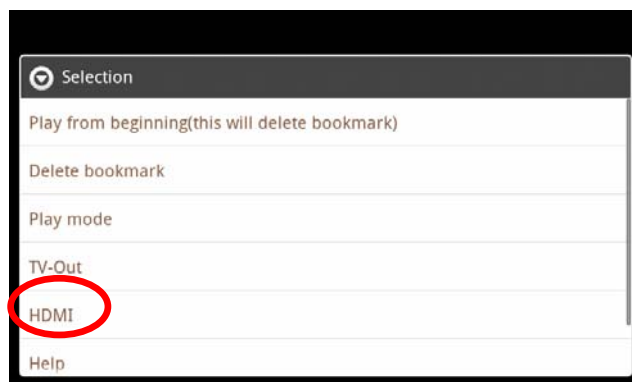 Selection
Play from beginning(this will delete bookmark)
Delete bookmark
Play mode
TV-Out
HDMI
Help